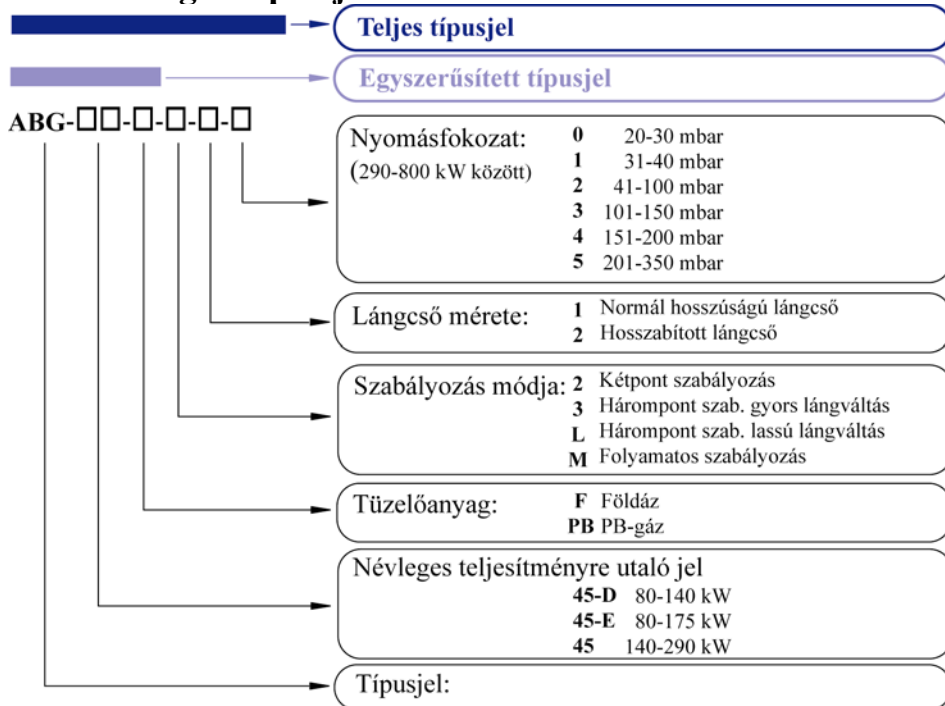 Teljes típusjel
Egyszerűsített típusjel
ABG-□□-□-□-□-□
Nyomásfokozat:
(290-800 kW között)
0 20-30 mbar
1 31-40 mbar
2 41-100 mbar
3 101-150 mbar
4 151-200 mbar
5 201-350 mbar
Lángcső mérete:
1 Normál hosszúságú lángcső
2 Hosszabított lángcső
Szabályozás módja:
2 Kétpont szabályozás
3 Hárompont szab. gyors lángváltás
L Hárompont szab. lassú lángváltás
M Folyamatos szabályozás
Tüzelőanyag:
F Földáz
PB PB-gáz
Névleges teljesítményre utaló jel
45-D 80-140 kW
45-E 80-175 kW
45 140-290 kW
Típusjel: